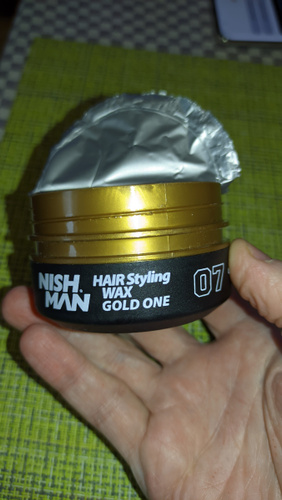 NISH
MAN
HAIR Styling
WAX
GOLD ONE
07